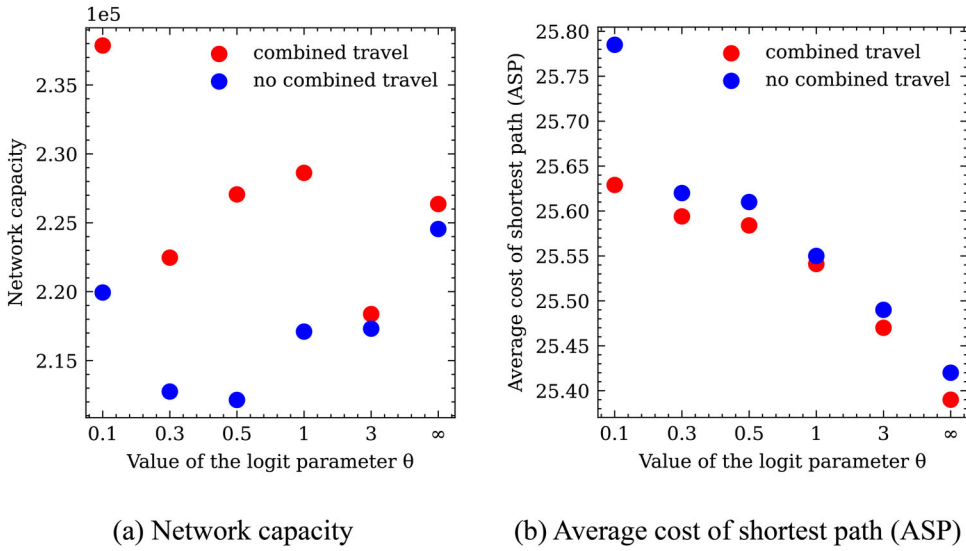 1e5
combined travel
no combined travel
2.35
2.30
2.25
2.20
2.15
Network capacity
0.1 0.3 0.5 1 3 ∞
Value of the logit parameter θ
(a) Network capacity
combined travel
no combined travel
25.80
25.75
25.70
25.65
25.60
25.55
25.50
25.45
25.40
Average cost of shortest path (ASP)
0.1 0.3 0.5 1 3 ∞
Value of the logit parameter θ
(b) Average cost of shortest path (ASP)